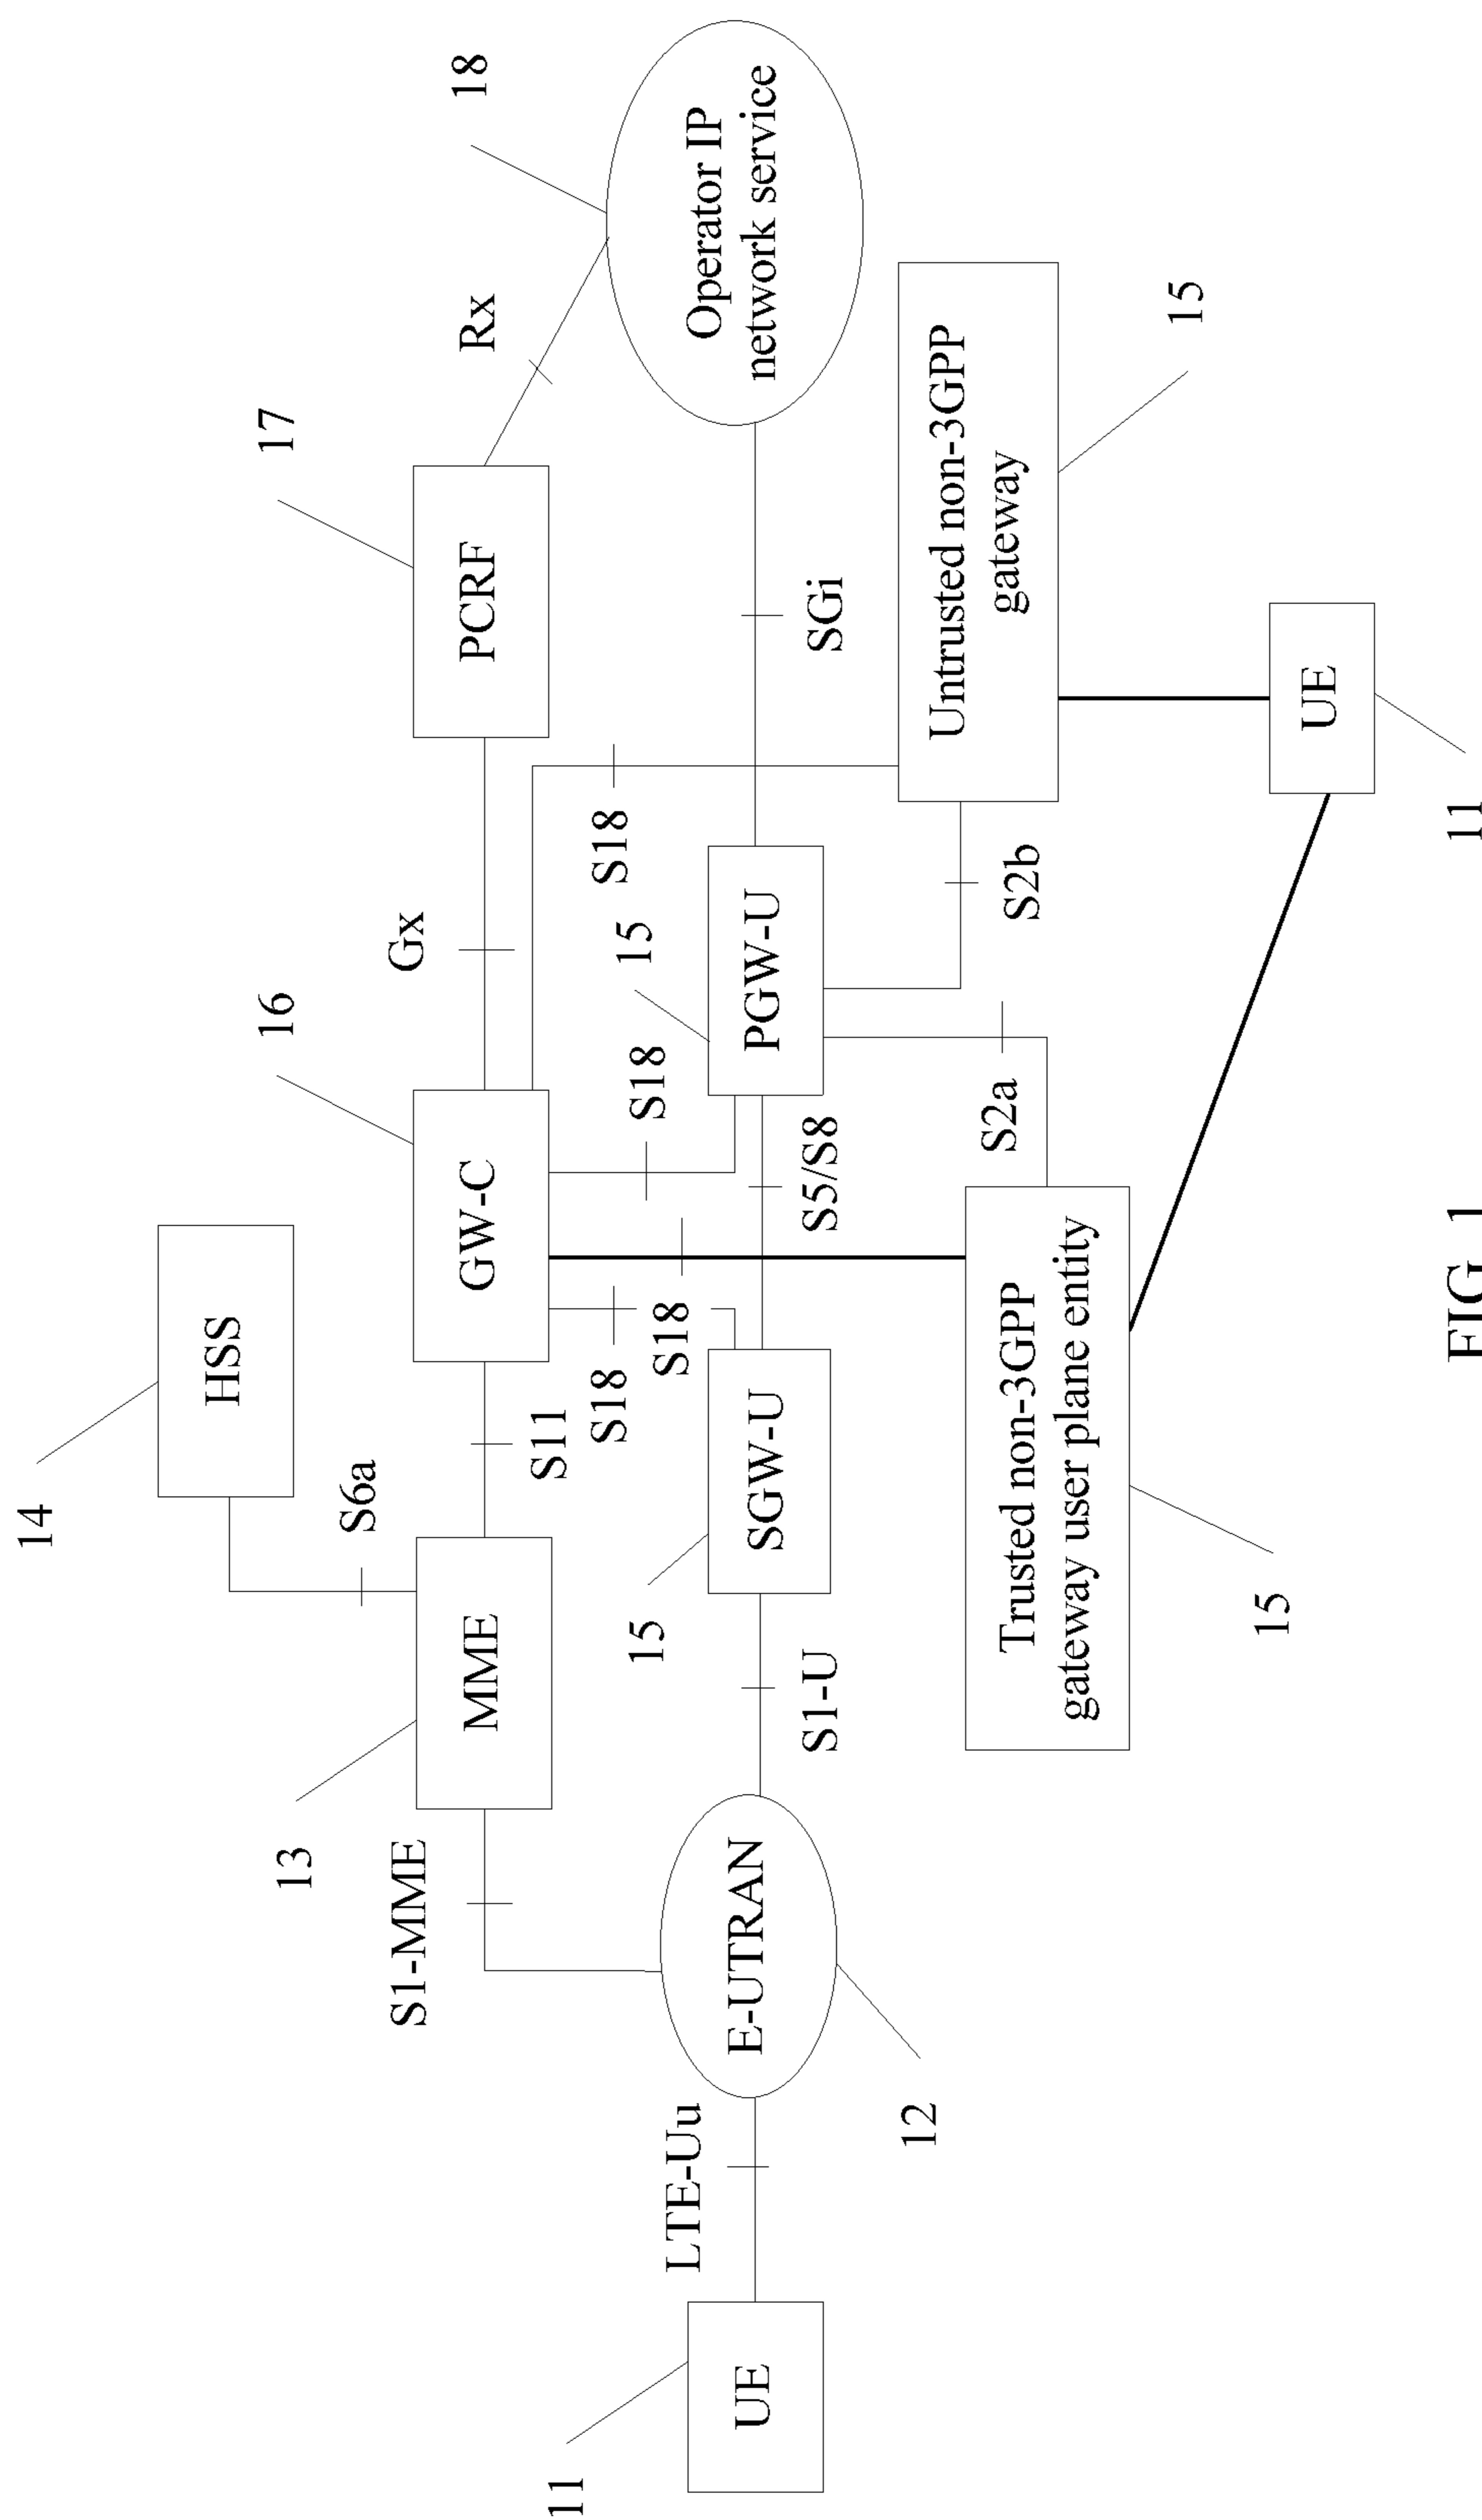 14
HSS
S6a
13
16
17
18
S1-MME
MME
S11
GW-C
Gx
PCRF
Rx
S18
S18
S18
S18
11
UE
LTE-Uu
E-UTRAN
12
S1-U
15
SGW-U
S5/S8
15
PGW-U
SGi
Operator IP
network service
Trusted non-3GPP
gateway user plane entity
15
S2a
S2b
Untrusted non-3GPP
gateway
15
UE
11
FIG. 1